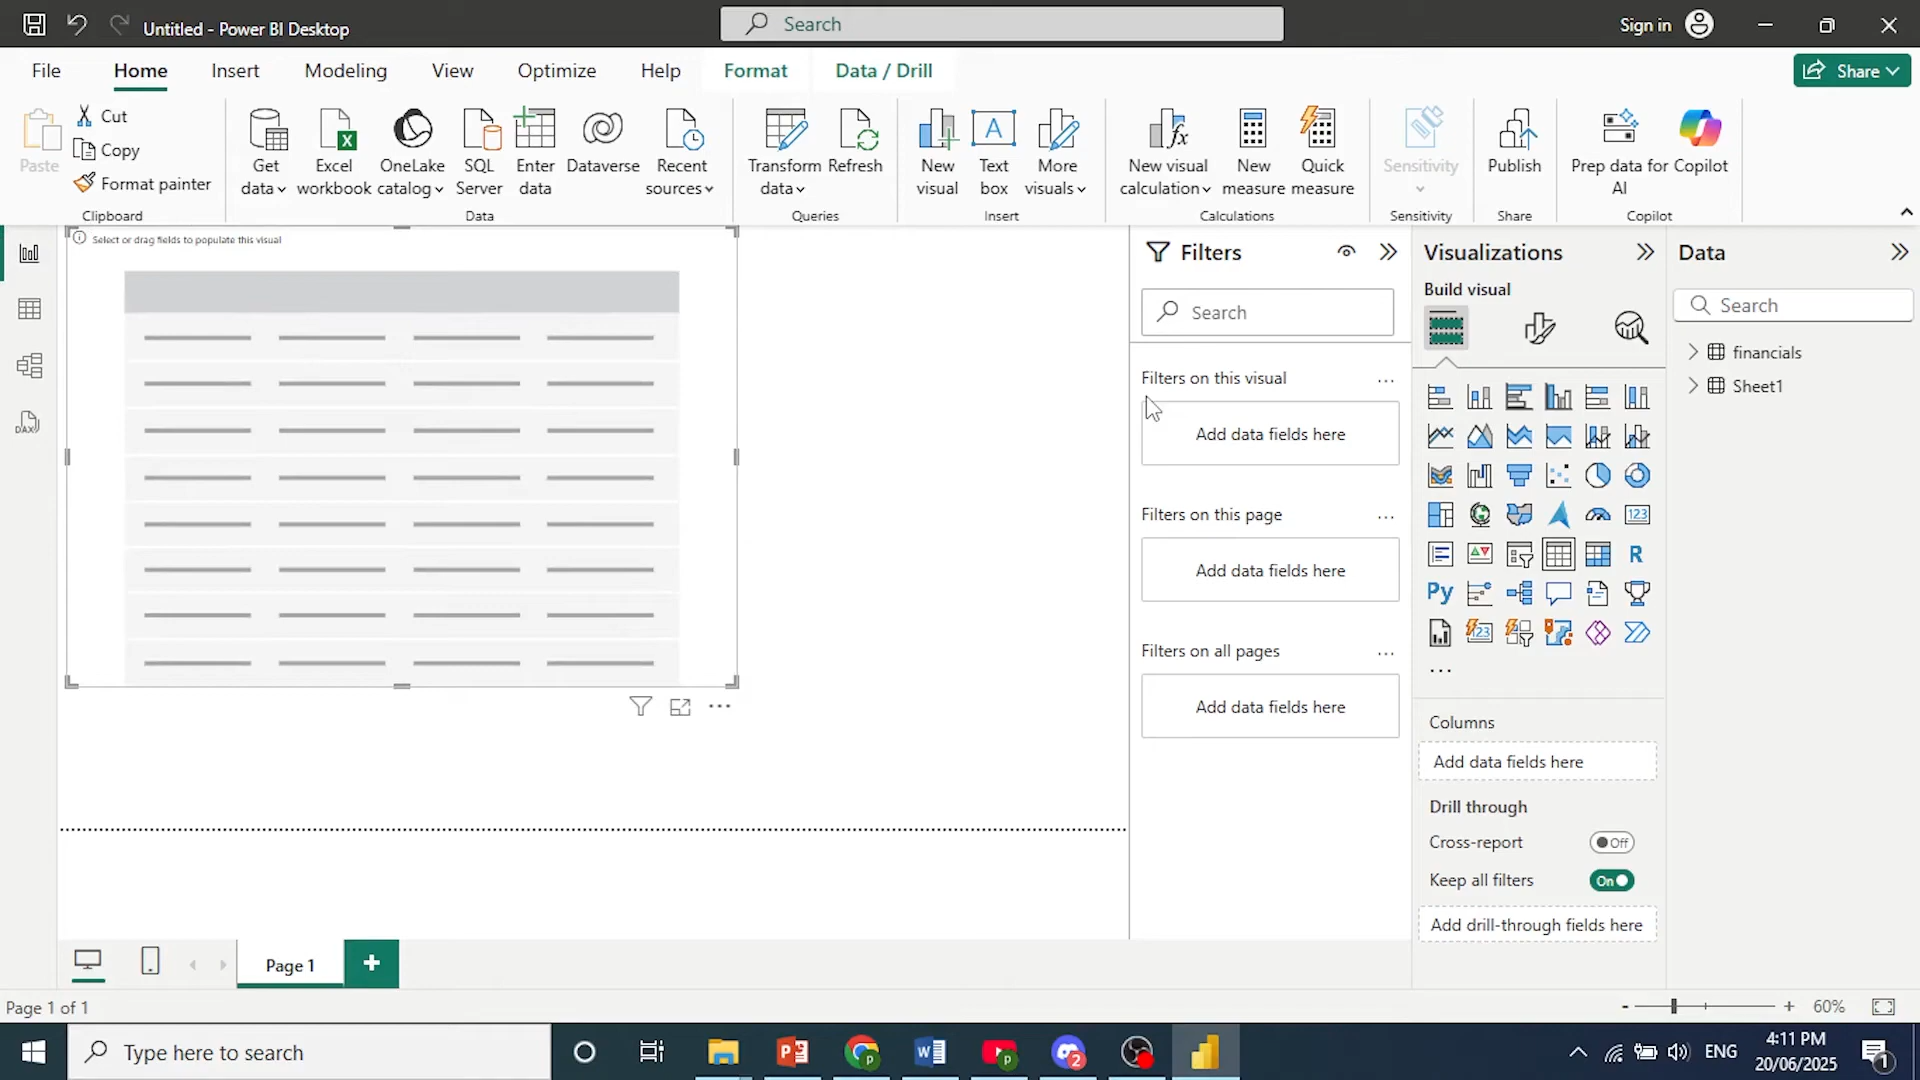 Untitled - Power BI Desktop
Search
Sign in
File
Home
Insert
Modeling
View
Optimize
Help
Format
Data / Drill
Share
Paste
Cut
Copy
Format painter
Clipboard
Get data
Excel workbook
OneLake catalog
SQL Server
Enter data
Dataverse
Recent sources
Data
Transform data
Refresh
Queries
New visual
Text box
More visuals
Insert
New visual calculation
New measure
Quick measure
Calculations
Sensitivity
Sensitivity
Publish
Share
Prep data for AI
Copilot
Copilot
Select or drag fields to populate this visual
Filters
Search
Filters on this visual
Add data fields here
Filters on this page
Add data fields here
Filters on all pages
Add data fields here
Visualizations
Build visual
123
R
Py
123
Columns
Add data fields here
Drill through
Cross-report
Off
Keep all filters
On
Add drill-through fields here
Data
Search
financials
Sheet1
DAX
Page 1
Page 1 of 1
- + 60%
Type here to search
ENG
4:11 PM
20/06/2025
2
1